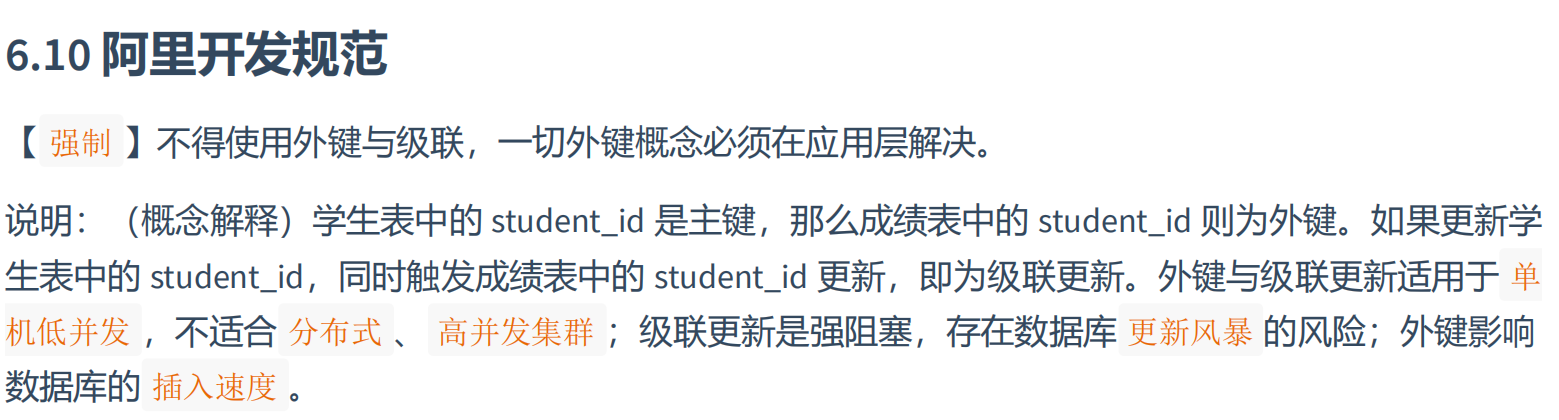 6.10 阿里开发规范
【 强制 】不得使用外键与级联，一切外键概念必须在应用层解决。
说明：（概念解释）学生表中的 student_id 是主键，那么成绩表中的 student_id 则为外键。如果更新学
生表中的 student_id，同时触发成绩表中的 student_id 更新，即为级联更新。外键与级联更新适用于 单
机低并发 ，不适合 分布式 、 高并发集群 ；级联更新是强阻塞，存在数据库 更新风暴 的风险；外键影响
数据库的 插入速度 。